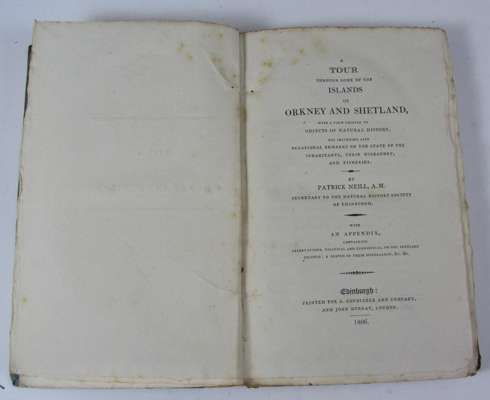 A
TOUR
THROUGH SOME OF THE
ISLANDS
OF
ORKNEY AND SHETLAND,
WITH A VIEW CHIEFLY TO
OBJECTS OF NATURAL HISTORY,
BUT INCLUDING ALSO
OCCASIONAL REMARKS ON THE STATE OF THE
INHABITANTS, THEIR HUSBANDRY,
AND FISHERIES.
BY
PATRICK NEILL, A.M.
SECRETARY TO THE NATURAL HISTORY SOCIETY
OF EDINBURGH.
WITH
AN APPENDIX,
CONTAINING
OBSERVATIONS, POLITICAL AND ECONOMICAL, ON THE SHETLAND
ISLANDS; A SKETCH OF THEIR MINERALOGY, &c. &c.
Edinburgh:
PRINTED FOR A. CONSTABLE AND COMPANY,
AND JOHN MURRAY, LONDON.
1806.